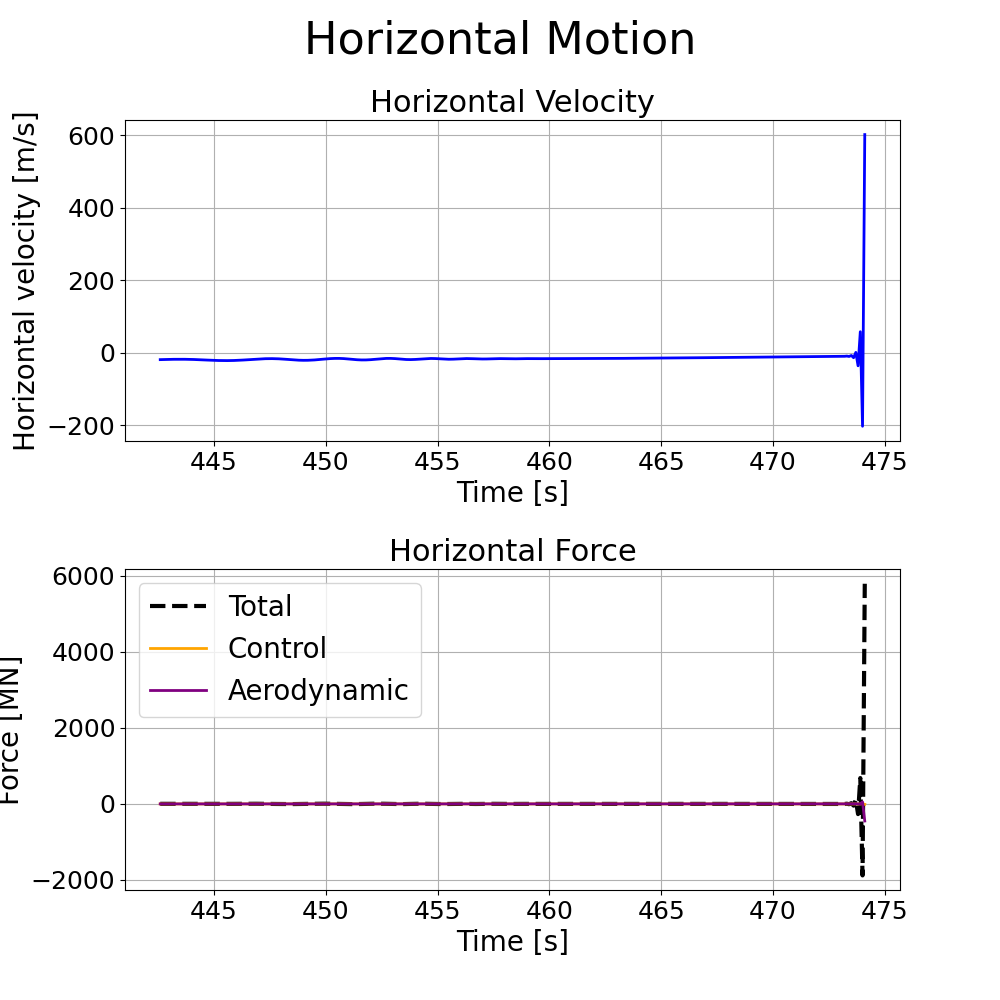 Horizontal Motion
Horizontal Velocity
Horizontal velocity [m/s]
600
400
200
0
−200
445 450 455 460 465 470 475
Time [s]
Horizontal Force
Force [MN]
6000
4000
2000
0
−2000
Total
Control
Aerodynamic
445 450 455 460 465 470 475
Time [s]